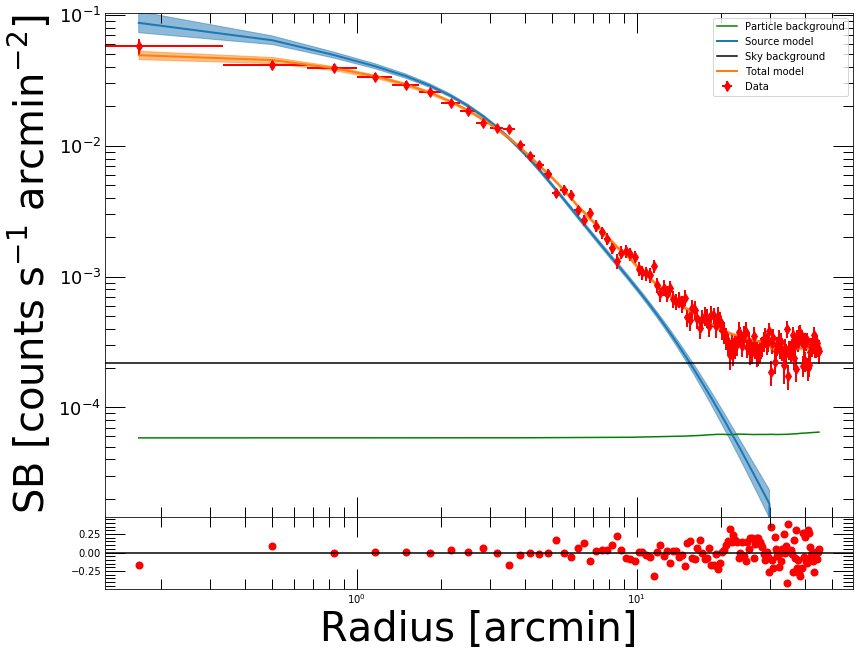 SB [counts s⁻¹ arcmin⁻²]
10⁻¹
10⁻²
10⁻³
10⁻⁴
Particle background
Source model
Sky background
Total model
Data
0.25
0.00
−0.25
10⁰
10¹
Radius [arcmin]